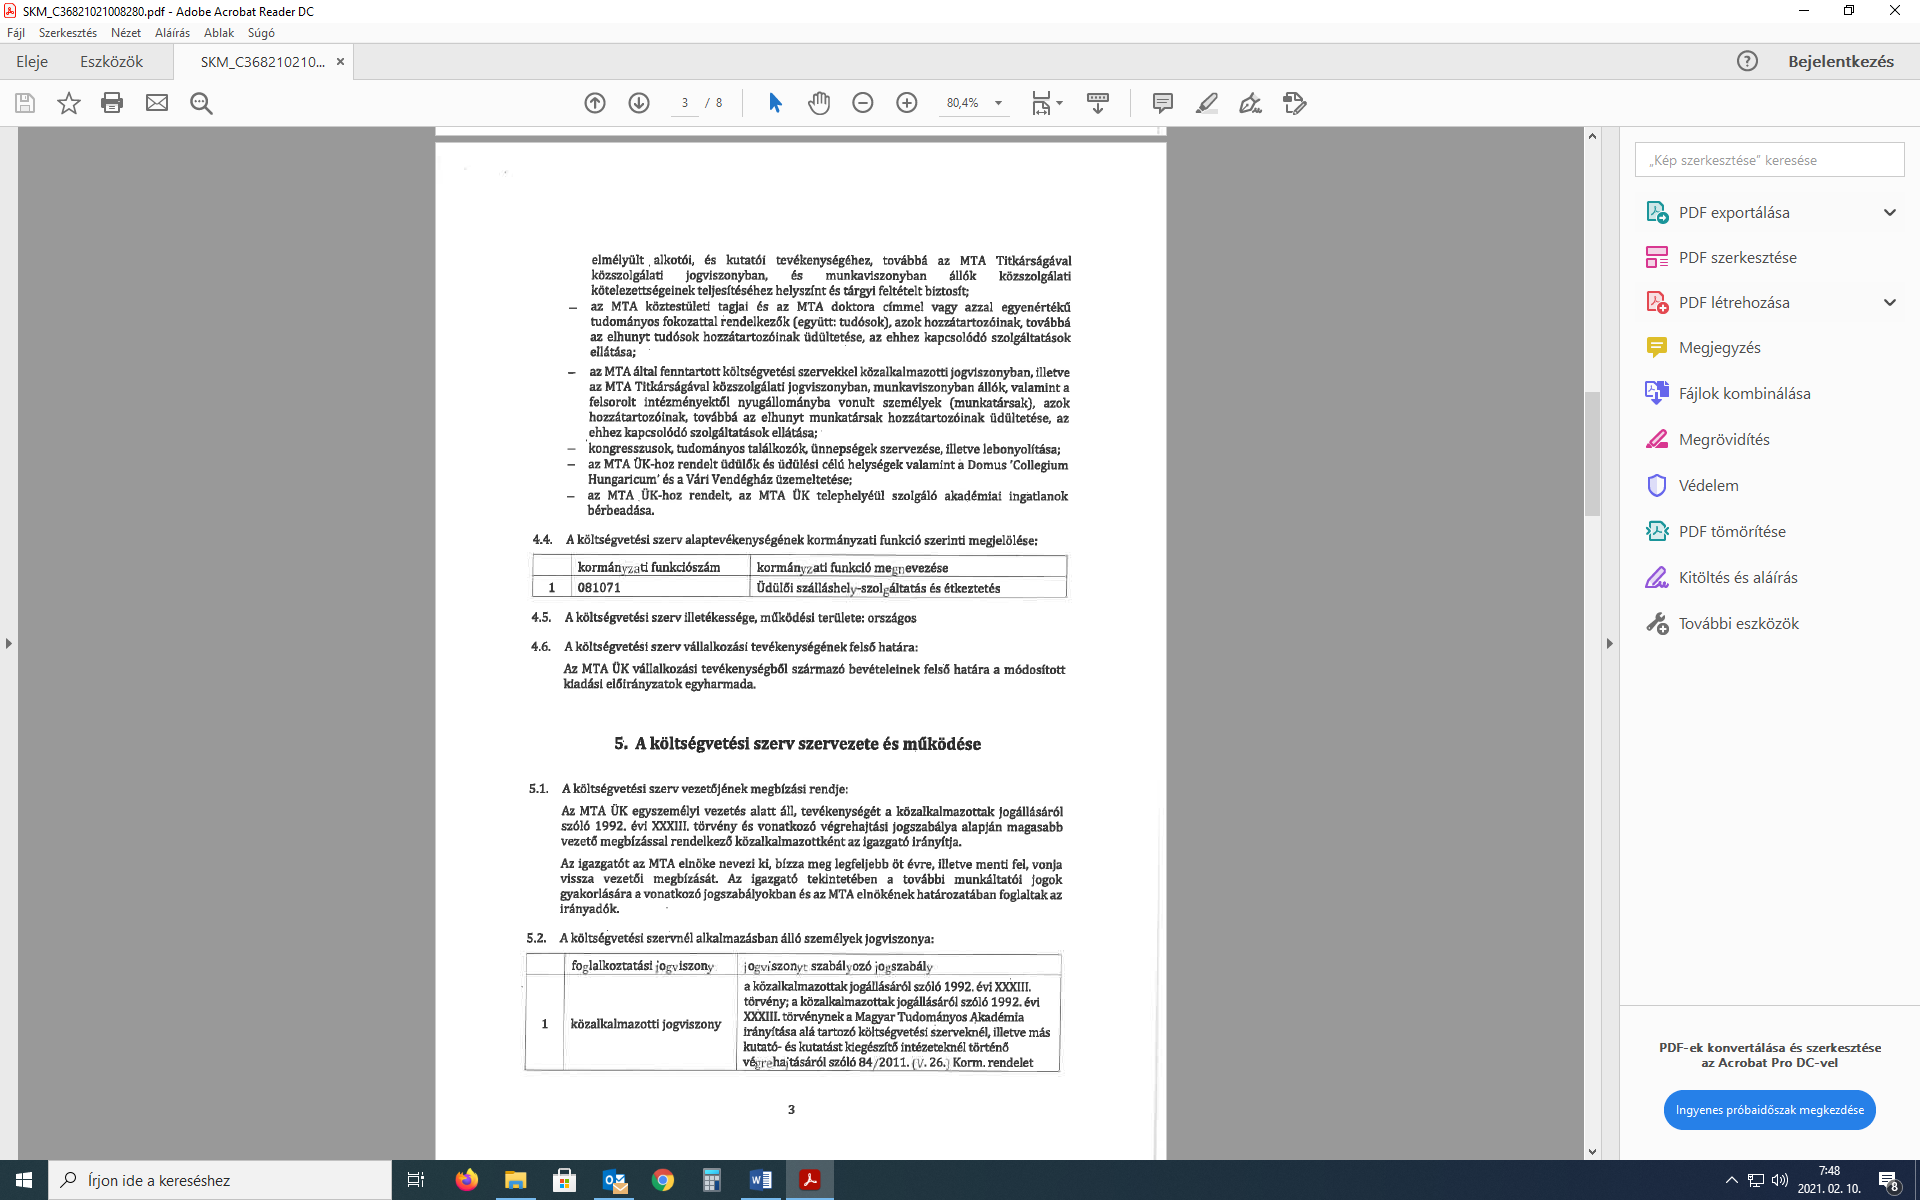 SKM_C36821021008280.pdf - Adobe Acrobat Reader DC
Fájl Szerkesztés Nézet Aláírás Ablak Súgó
Eleje Eszközök SKM_C368210210... × Bejelentkezés
3 / 8 80,4%
elmélyült alkotói, és kutatói tevékenységéhez, továbbá az MTA Titkárságával
közszolgálati jogviszonyban, és munkaviszonyban állók közszolgálati
kötelezettségeinek teljesítéséhez helyszínt és tárgyi feltételt biztosít;
– az MTA köztestületi tagjai és az MTA doktora címmel vagy azzal egyenértékű
tudományos fokozattal rendelkezők (együtt: tudósok), azok hozzátartozóinak, továbbá
az elhunyt tudósok hozzátartozóinak üdültetése, az ehhez kapcsolódó szolgáltatások
ellátása;
– az MTA által fenntartott költségvetési szervekkel közalkalmazotti jogviszonyban, illetve
az MTA Titkárságával közszolgálati jogviszonyban, munkaviszonyban állók, valamint a
felsorolt intézményektől nyugállományba vonult személyek (munkatársak), azok
hozzátartozóinak, továbbá az elhunyt munkatársak hozzátartozóinak üdültetése, az
ehhez kapcsolódó szolgáltatások ellátása;
– kongresszusok, tudományos találkozók, ünnepségek szervezése, illetve lebonyolítása;
– az MTA ÜK-hoz rendelt üdülők és üdülési célú helységek valamint a Domus 'Collegium
Hungaricum' és a Vári Vendégház üzemeltetése;
– az MTA ÜK-hoz rendelt, az MTA ÜK telephelyéül szolgáló akadémiai ingatlanok
bérbeadása.
4.4. A költségvetési szerv alaptevékenységének kormányzati funkció szerinti megjelölése:
kormányzati funkciószám kormányzati funkció megnevezése
1 081071 Üdülői szálláshely-szolgáltatás és étkeztetés
4.5. A költségvetési szerv illetékessége, működési területe: országos
4.6. A költségvetési szerv vállalkozási tevékenységének felső határa:
Az MTA ÜK vállalkozási tevékenységből származó bevételeinek felső határa a módosított
kiadási előirányzatok egyharmada.
5. A költségvetési szerv szervezete és működése
5.1. A költségvetési szerv vezetőjének megbízási rendje:
Az MTA ÜK egyszemélyi vezetés alatt áll, tevékenységét a közalkalmazottak jogállásáról
szóló 1992. évi XXXIII. törvény és vonatkozó végrehajtási jogszabálya alapján magasabb
vezető megbízással rendelkező közalkalmazottként az igazgató irányítja.
Az igazgatót az MTA elnöke nevezi ki, bízza meg legfeljebb öt évre, illetve menti fel, vonja
vissza vezetői megbízását. Az igazgató tekintetében a további munkáltatói jogok
gyakorlására a vonatkozó jogszabályokban és az MTA elnökének határozatában foglaltak az
irányadók.
5.2. A költségvetési szervnél alkalmazásban álló személyek jogviszonya:
foglalkoztatási jogviszony jogviszonyt szabályozó jogszabály
1 közalkalmazotti jogviszony a közalkalmazottak jogállásáról szóló 1992. évi XXXIII.
törvény; a közalkalmazottak jogállásáról szóló 1992. évi
XXXIII. törvénynek a Magyar Tudományos Akadémia
irányítása alá tartozó költségvetési szerveknél, illetve más
kutató- és kutatást kiegészítő intézeteknél történő
végrehajtásáról szóló 84/2011. (V. 26.) Korm. rendelet
3
„Kép szerkesztése” keresése
PDF exportálása
PDF szerkesztése
PDF létrehozása
Megjegyzés
Fájlok kombinálása
Megrövidítés
Védelem
PDF tömörítése
Kitöltés és aláírás
További eszközök
PDF-ek konvertálása és szerkesztése
az Acrobat Pro DC-vel
Ingyenes próbaidőszak megkezdése
Írjon ide a kereséshez
7:48
2021. 02. 10.
8